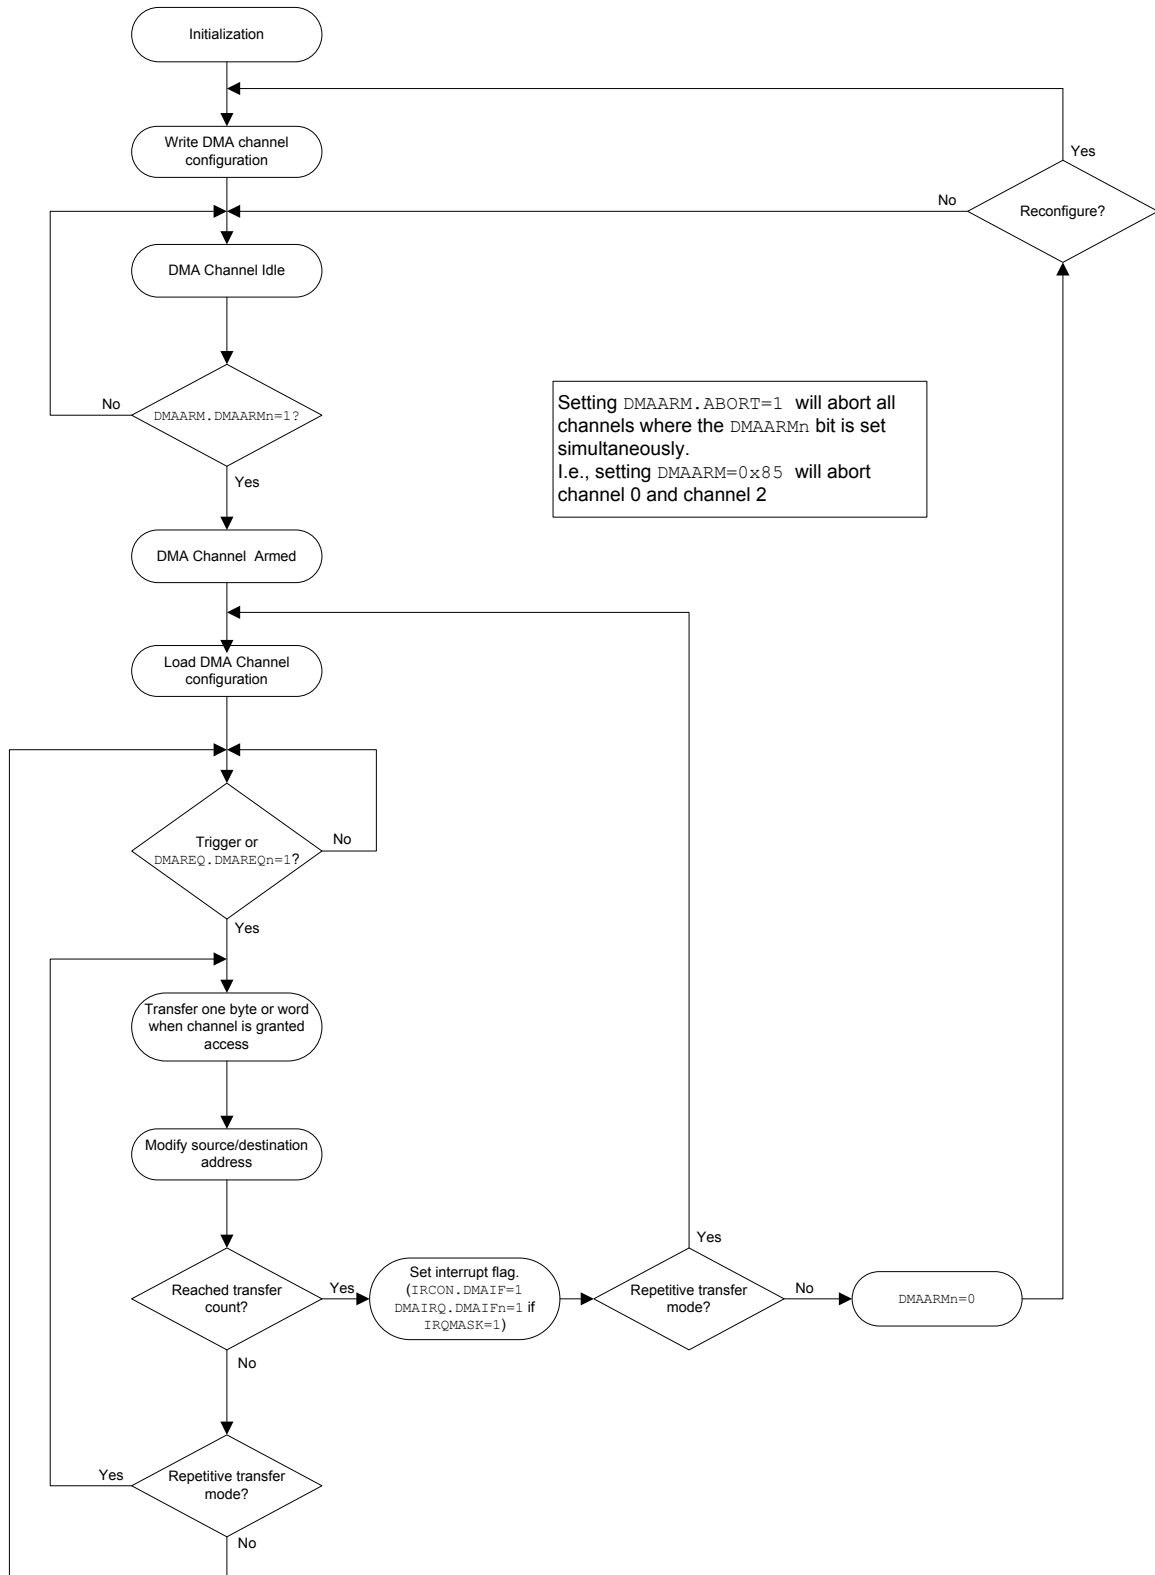 Initialization
Write DMA channel
configuration
Yes
No
Reconfigure?
DMA Channel Idle
No
DMAARM.DMAARMn=1?
Setting DMAARM.ABORT=1 will abort all
channels where the DMAARMn bit is set
simultaneously.
I.e., setting DMAARM=0x85 will abort
channel 0 and channel 2
Yes
DMA Channel Armed
Load DMA Channel
configuration
Trigger or
DMAREQ.DMAREQn=1?
No
Yes
Transfer one byte or word
when channel is granted
access
Modify source/destination
address
Reached transfer
count?
Yes
Set interrupt flag.
(IRCON.DMAIF=1
DMAIRQ.DMAIFn=1 if
IRQMASK=1)
Yes
Repetitive transfer
mode?
No
DMAARMn=0
No
Yes
Repetitive transfer
mode?
No